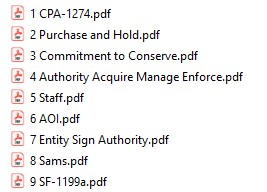 1 CPA-1274.pdf
2 Purchase and Hold.pdf
3 Commitment to Conserve.pdf
4 Authority Acquire Manage Enforce.pdf
5 Staff.pdf
6 AOI.pdf
7 Entity Sign Authority.pdf
8 Sams.pdf
9 SF-1199a.pdf